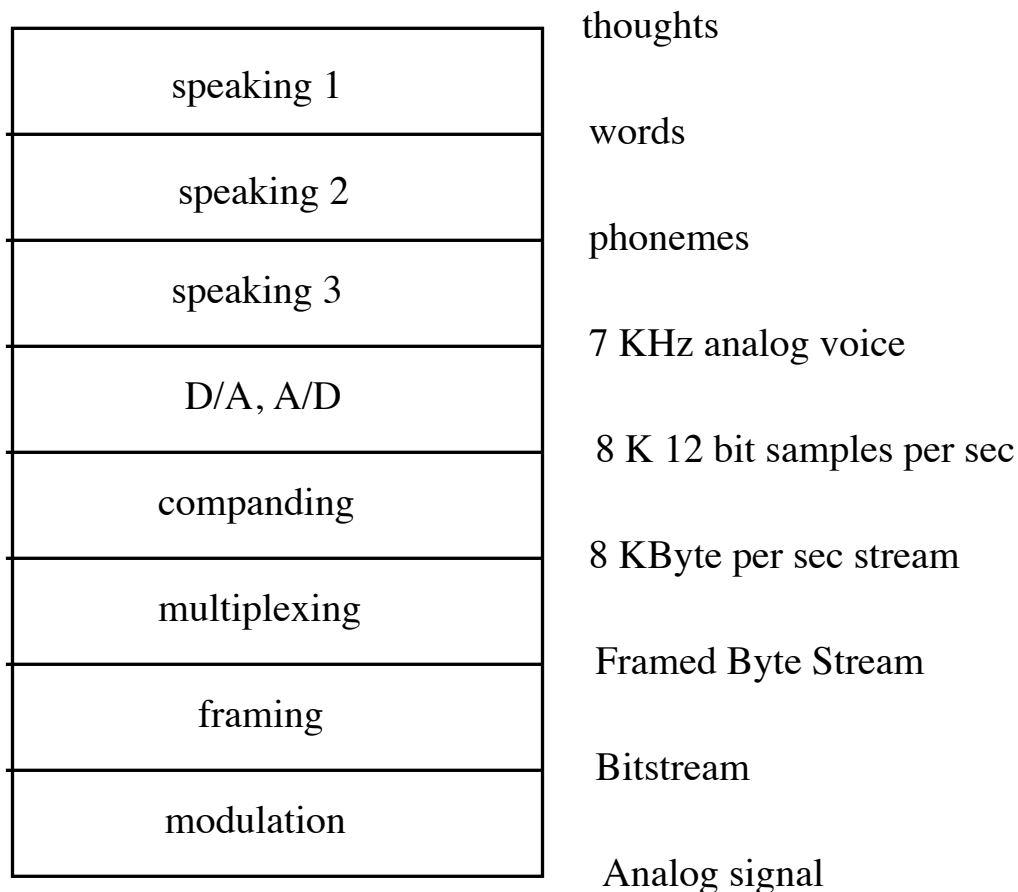 thoughts
speaking 1
words
speaking 2
phonemes
speaking 3
7 KHz analog voice
D/A, A/D
8 K 12 bit samples per sec
companding
8 KByte per sec stream
multiplexing
Framed Byte Stream
framing
Bitstream
modulation
Analog signal